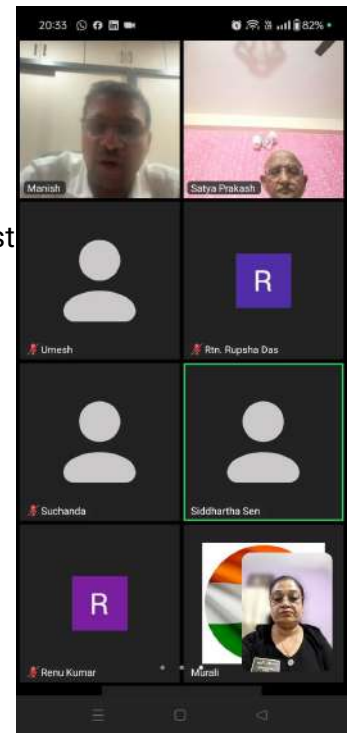 20:33 82%
Manish
Satya Prakash
st
R
Umesh
Rtn. Rupsha Das
Suchanda
Siddhartha Sen
R
Renu Kumar
Murali